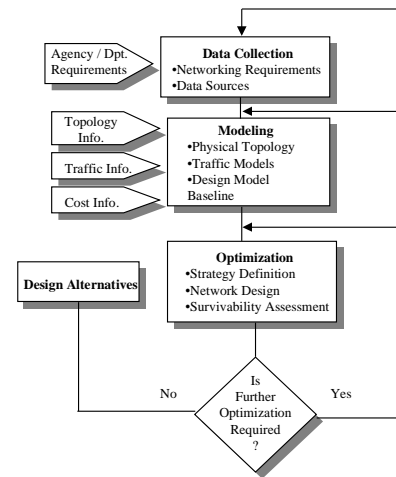 Agency / Dpt.
Requirements
Data Collection
•Networking Requirements
•Data Sources
Topology
Info.
Traffic Info.
Cost Info.
Modeling
•Physical Topology
•Traffic Models
•Design Model
Baseline
Optimization
•Strategy Definition
•Network Design
•Survivability Assessment
Design Alternatives
No
Is
Further
Optimization
Required
?
Yes